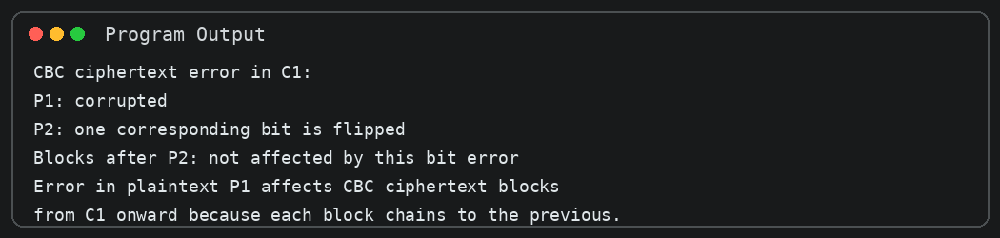 Program Output
CBC ciphertext error in C1:
P1: corrupted
P2: one corresponding bit is flipped
Blocks after P2: not affected by this bit error
Error in plaintext P1 affects CBC ciphertext blocks
from C1 onward because each block chains to the previous.